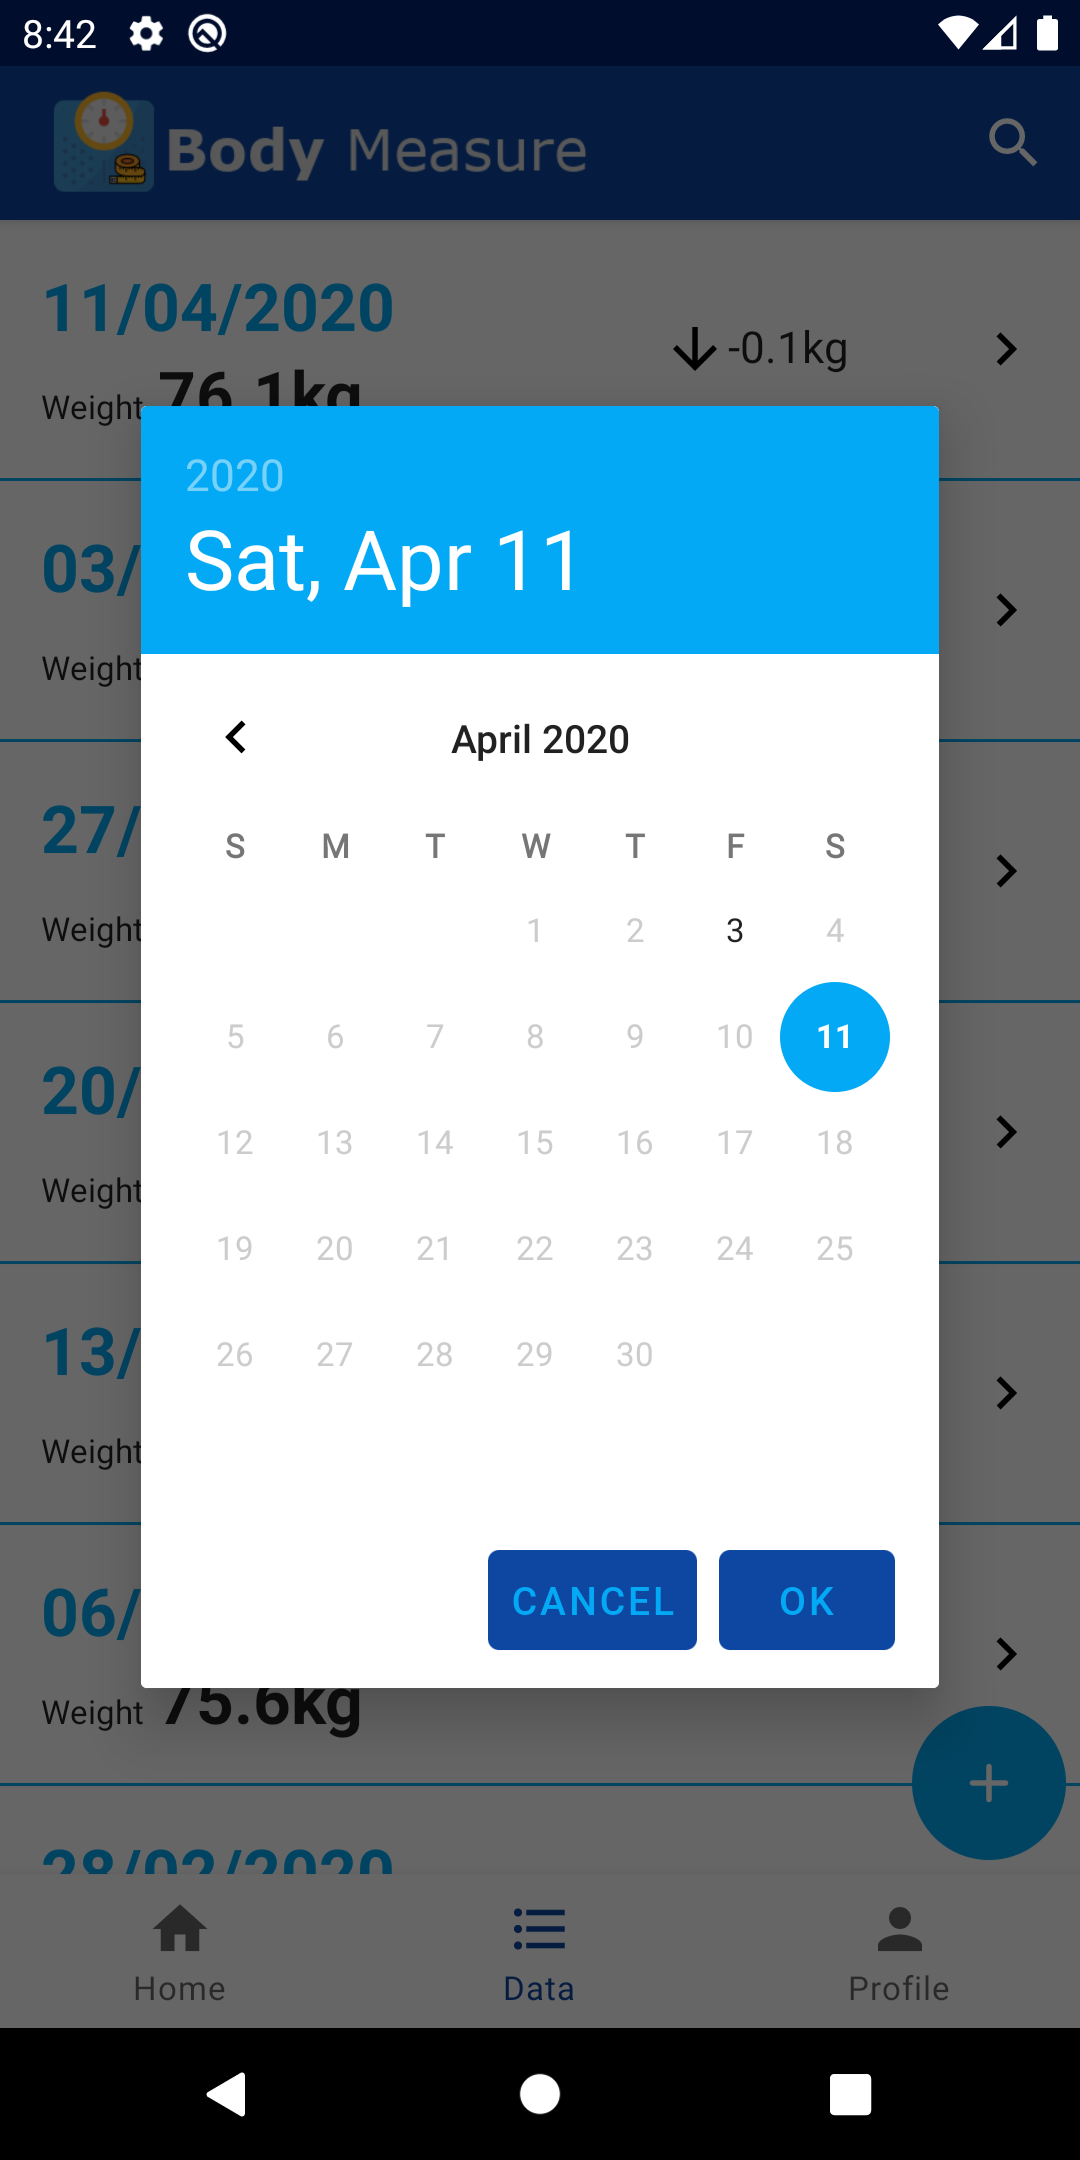 8:42
Body Measure
11/04/2020
-0.1kg
Weight 76.1kg
2020
Sat, Apr 11
03/
Weight
April 2020
27/
S M T W T F S
Weight
1 2 3 4
5 6 7 8 9 10 11
20/
12 13 14 15 16 17 18
Weight
19 20 21 22 23 24 25
13/
26 27 28 29 30
Weight
06/
CANCEL OK
Weight 75.6kg
28/02/2020
Home Data Profile